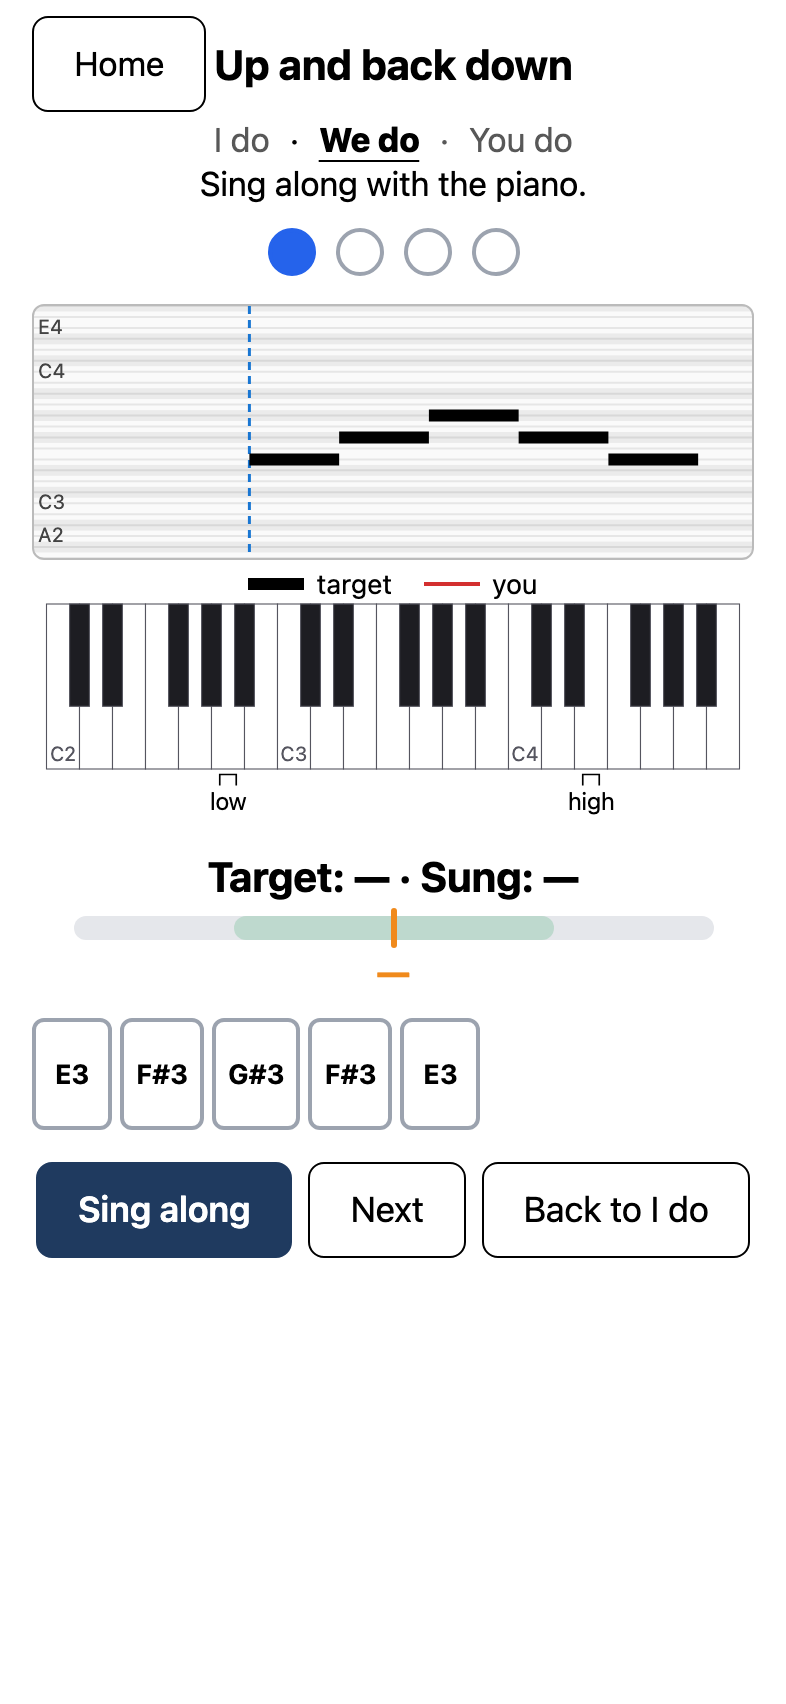 Home Up and back down
I do · We do · You do
Sing along with the piano.
E4
C4
C3
A2
target you
C2 C3 C4
low high
Target: — · Sung: —
—
E3 F#3 G#3 F#3 E3
Sing along Next Back to I do